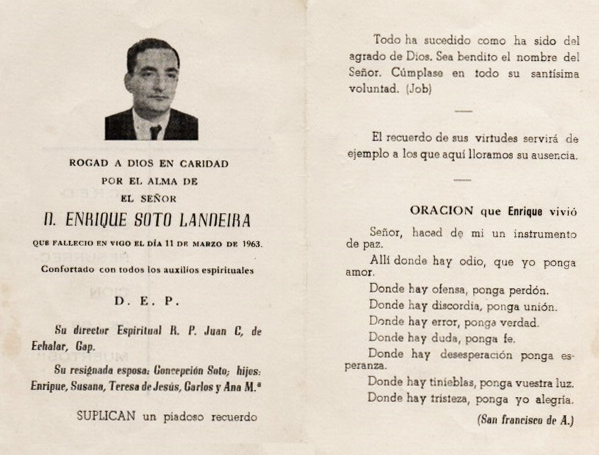 ROGAD A DIOS EN CARIDAD
POR EL ALMA DE
EL SEÑOR
D. ENRIQUE SOTO LANNEIRA
QUE FALLECIO EN VIGO EL DÍA 11 DE MARZO DE 1963.
Confortado con todos los auxilios espirituales
D. E. P.
Su director Espiritual R. P. Juan C, de
Echalar, Cap.
Su resignada esposa: Concepción Soto; hijos:
Enrique, Susana, Teresa de Jesús, Carlos y Ana M.ª
SUPLICAN un piadoso recuerdo
Todo ha sucedido como ha sido del
agrado de Dios. Sea bendito el nombre del
Señor. Cúmplase en todo su santísima
voluntad. (Job)
El recuerdo de sus virtudes servirá de
ejemplo a los que aquí lloramos su ausencia.
ORACION que Enrique vivió
Señor, haced de mi un instrumento
de paz.
Allí donde hay odio, que yo ponga
amor.
Donde hay ofensa, ponga perdón.
Donde hay discordia, ponga unión.
Donde hay error, ponga verdad.
Donde hay duda, ponga fe.
Donde hay desesperación ponga es-
peranza.
Donde hay tinieblas, ponga vuestra luz.
Donde hay tristeza, ponga yo alegría.
(San francisco de A.)